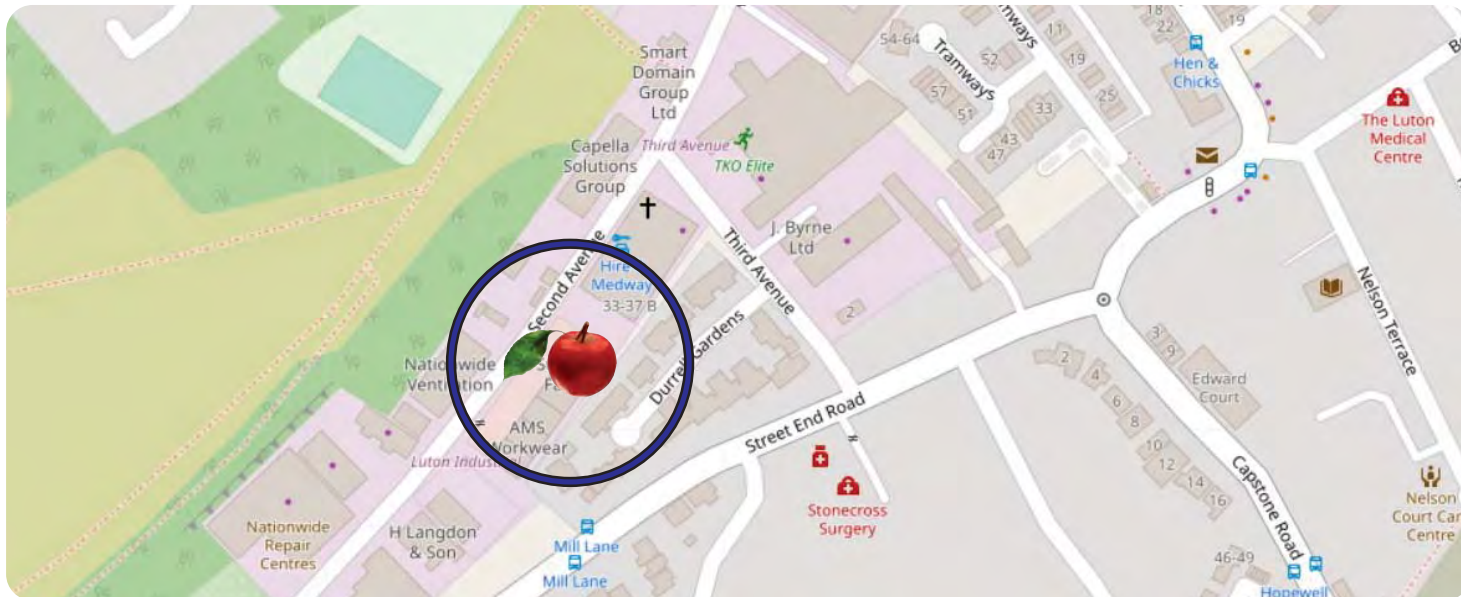 Smart
Domain
Group
Ltd
Capella
Solutions
Group
Third Avenue
TKO Elite
54-64
Tramways
Tramways
52
57
51
33
43
47
11
19
25
18
22
19
Hen &
Chicks
The Luton
Medical
Centre
J. Byrne
Ltd
Third Avenue
Second Avenue
Hire
Medway
33-37 B
Nationwide
Ventilation
Gardens
AMS
Workwear
Luton
Nationwide
Repair
Centres
H Langdon
& Son
Mill Lane
Mill Lane
Street End Road
Stonecross
Surgery
2
2
4
6
8
10
12
14
16
3
9
Edward
Court
Capstone Road
Nelson Terrace
Nelson
Centre
46-49
Hopewell